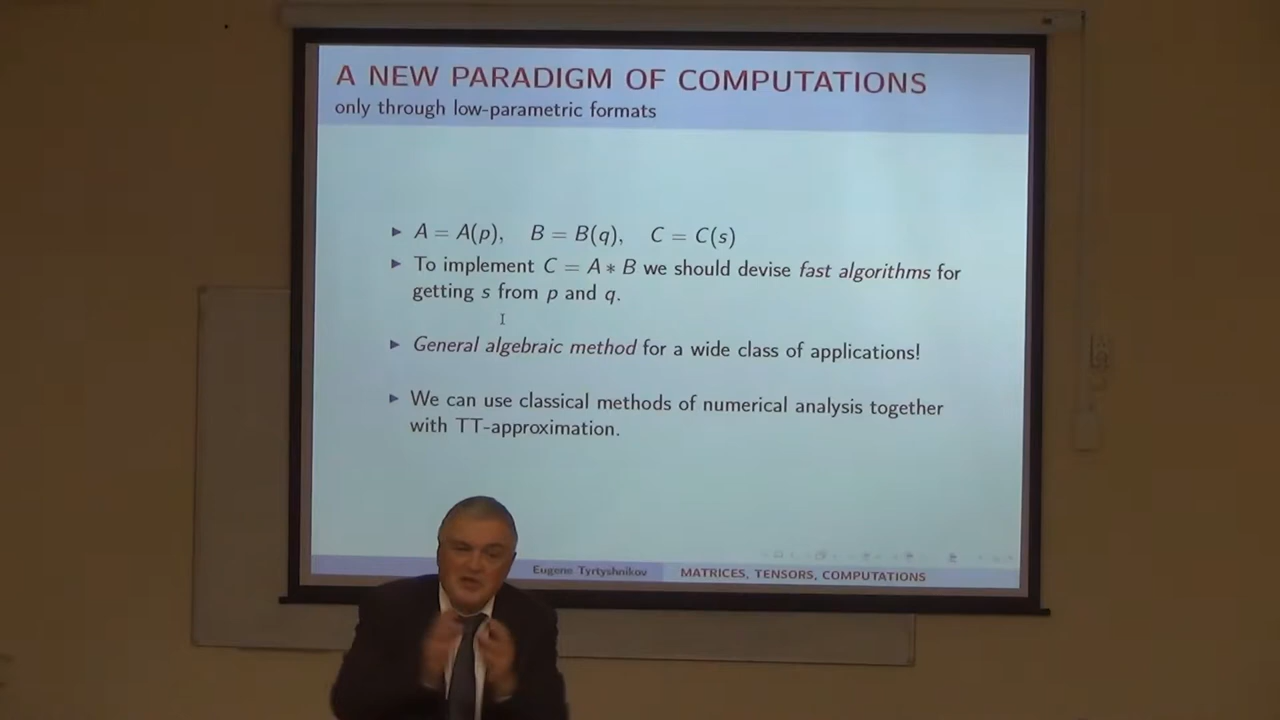 A NEW PARADIGM OF COMPUTATIONS
only through low-parametric formats
A = A(p), B = B(q), C = C(s)
To implement C = A ∗ B we should devise fast algorithms for
getting s from p and q.
General algebraic method for a wide class of applications!
We can use classical methods of numerical analysis together
with TT-approximation.
Eugene Tyrtyshnikov MATRICES, TENSORS, COMPUTATIONS